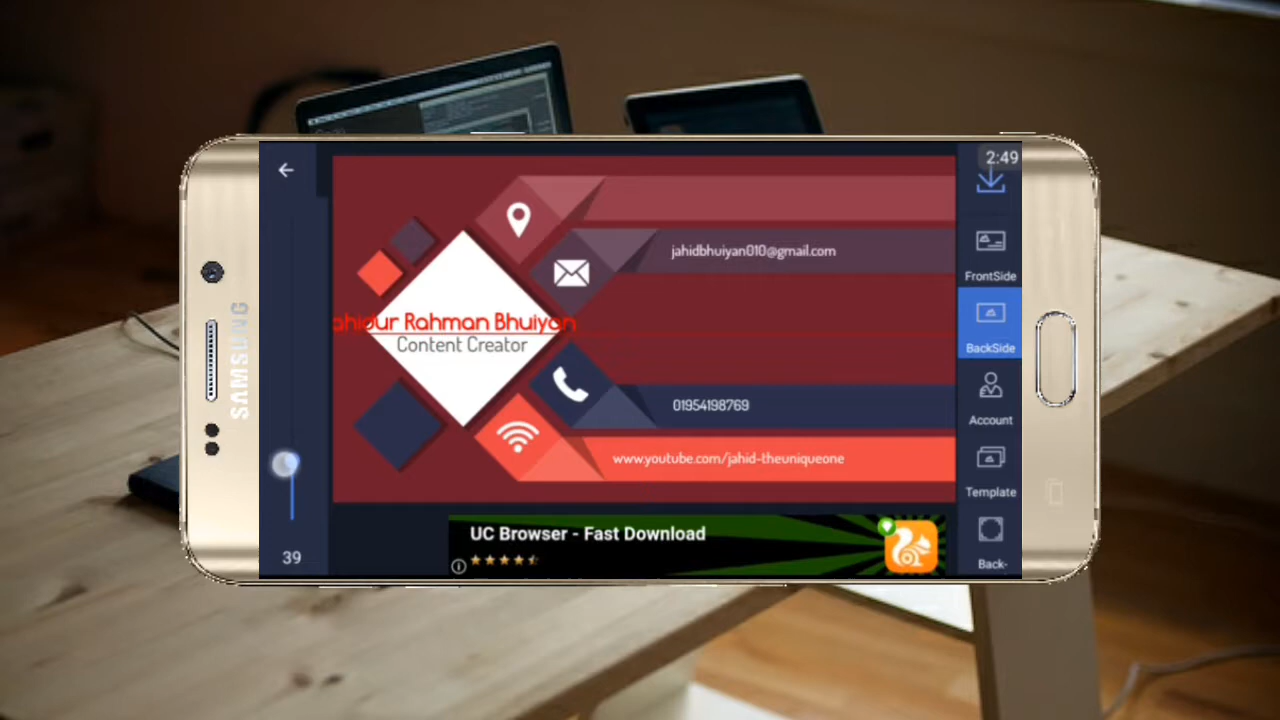 SAMSUNG
2:49
FrontSide
BackSide
Account
Template
Back-
jahidbhuiyan010@gmail.com
ahidur Rahman Bhuiyan
Content Creator
01954198769
www.youtube.com/jahid-theuniqueone
39
UC Browser - Fast Download